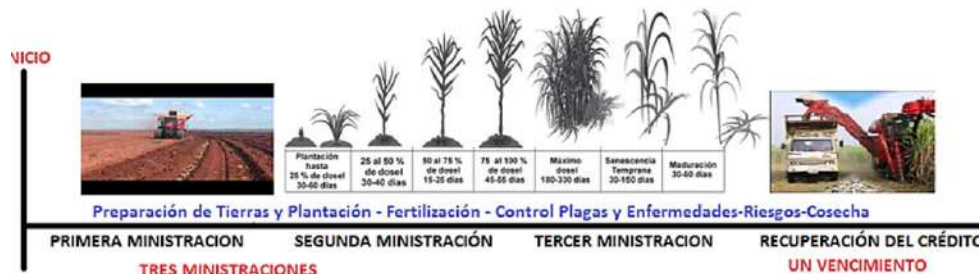 NICIO
Plantación hasta 25 % de dosel 30-60 días
25 al 50 % de dosel 30-40 días
50 al 75 % de dosel 15-25 días
75 al 100 % de dosel 45-55 días
Máximo dosel 180-330 días
Senescencia Temprana 30-150 días
Maduración 30-60 días
Preparación de Tierras y Plantación - Fertilización - Control Plagas y Enfermedades-Riesgos-Cosecha
PRIMERA MINISTRACION
SEGUNDA MINISTRACIÓN
TERCER MINISTRACION
RECUPERACIÓN DEL CRÉDITO
TRES MINISTRACIONES
UN VENCIMIENTO